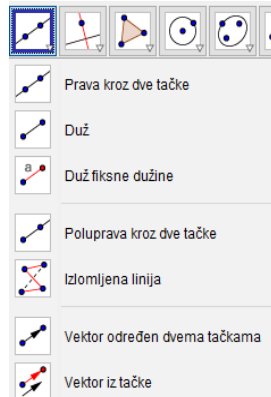 Prava kroz dve tačke
Duž
a
Duž fiksne dužine
Poluprava kroz dve tačke
Izlomljena linija
Vektor određen dvema tačkama
Vektor iz tačke